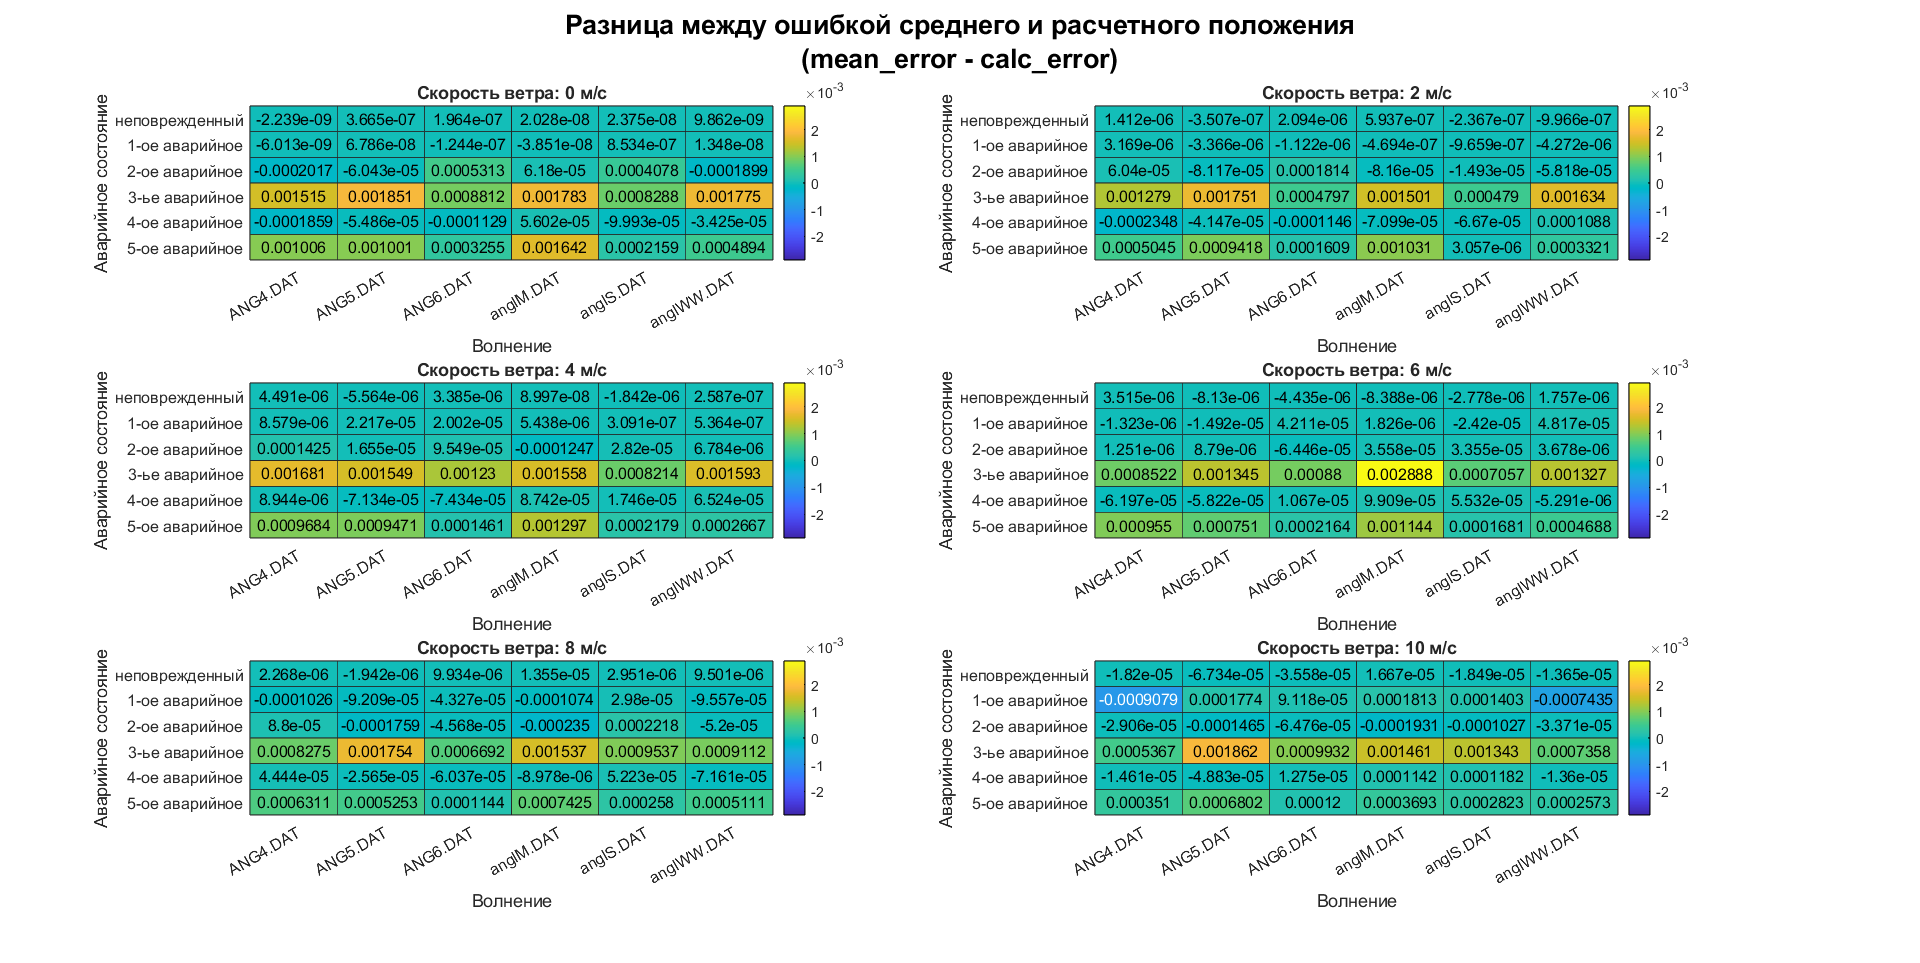 Разница между ошибкой среднего и расчетного положения
(mean_error - calc_error)
Скорость ветра: 0 м/с
×10-3
Аварийное состояние
неповрежденный -2.239e-09 3.665e-07 1.964e-07 2.028e-08 2.375e-08 9.862e-09
1-ое аварийное -6.013e-09 6.786e-08 -1.244e-07 -3.851e-08 8.534e-07 1.348e-08
2-ое аварийное -0.0002017 -6.043e-05 0.0005313 6.18e-05 0.0004078 -0.0001899
3-ье аварийное 0.001515 0.001851 0.0008812 0.001783 0.0008288 0.001775
4-ое аварийное -0.0001859 -5.486e-05 -0.0001129 5.602e-05 -9.993e-05 -3.425e-05
5-ое аварийное 0.001006 0.001001 0.0003255 0.001642 0.0002159 0.0004894
2
1
0
-1
-2
ANG4.DAT ANG5.DAT ANG6.DAT anglM.DAT anglS.DAT anglWW.DAT
Волнение
Скорость ветра: 2 м/с
×10-3
Аварийное состояние
неповрежденный 1.412e-06 -3.507e-07 2.094e-06 5.937e-07 -2.367e-07 -9.966e-07
1-ое аварийное 3.169e-06 -3.366e-06 -1.122e-06 -4.694e-07 -9.659e-07 -4.272e-06
2-ое аварийное 6.04e-05 -8.117e-05 0.0001814 -8.16e-05 -1.493e-05 -5.818e-05
3-ье аварийное 0.001279 0.001751 0.0004797 0.001501 0.000479 0.001634
4-ое аварийное -0.0002348 -4.147e-05 -0.0001146 -7.099e-05 -6.67e-05 0.0001088
5-ое аварийное 0.0005045 0.0009418 0.0001609 0.001031 3.057e-06 0.0003321
2
1
0
-1
-2
ANG4.DAT ANG5.DAT ANG6.DAT anglM.DAT anglS.DAT anglWW.DAT
Волнение
Скорость ветра: 4 м/с
×10-3
Аварийное состояние
неповрежденный 4.491e-06 -5.564e-06 3.385e-06 8.997e-08 -1.842e-06 2.587e-07
1-ое аварийное 8.579e-06 2.217e-05 2.002e-05 5.438e-06 3.091e-07 5.364e-07
2-ое аварийное 0.0001425 1.655e-05 9.549e-05 -0.0001247 2.82e-05 6.784e-06
3-ье аварийное 0.001681 0.001549 0.00123 0.001558 0.0008214 0.001593
4-ое аварийное 8.944e-06 -7.134e-05 -7.434e-05 8.742e-05 1.746e-05 6.524e-05
5-ое аварийное 0.0009684 0.0009471 0.0001461 0.001297 0.0002179 0.0002667
2
1
0
-1
-2
ANG4.DAT ANG5.DAT ANG6.DAT anglM.DAT anglS.DAT anglWW.DAT
Волнение
Скорость ветра: 6 м/с
×10-3
Аварийное состояние
неповрежденный 3.515e-06 -8.13e-06 -4.435e-06 -8.388e-06 -2.778e-06 1.757e-06
1-ое аварийное -1.323e-06 -1.492e-05 4.211e-05 1.826e-06 -2.42e-05 4.817e-05
2-ое аварийное 1.251e-06 8.79e-06 -6.446e-05 3.558e-05 3.355e-05 3.678e-06
3-ье аварийное 0.0008522 0.001345 0.00088 0.002888 0.0007057 0.001327
4-ое аварийное -6.197e-05 -5.822e-05 1.067e-05 9.909e-05 5.532e-05 -5.291e-06
5-ое аварийное 0.000955 0.000751 0.0002164 0.001144 0.0001681 0.0004688
2
1
0
-1
-2
ANG4.DAT ANG5.DAT ANG6.DAT anglM.DAT anglS.DAT anglWW.DAT
Волнение
Скорость ветра: 8 м/с
×10-3
Аварийное состояние
неповрежденный 2.268e-06 -1.942e-06 9.934e-06 1.355e-05 2.951e-06 9.501e-06
1-ое аварийное -0.0001026 -9.209e-05 -4.327e-05 -0.0001074 2.98e-05 -9.557e-05
2-ое аварийное 8.8e-05 -0.0001759 -4.568e-05 -0.000235 0.0002218 -5.2e-05
3-ье аварийное 0.0008275 0.001754 0.0006692 0.001537 0.0009537 0.0009112
4-ое аварийное 4.444e-05 -2.565e-05 -6.037e-05 -8.978e-06 5.223e-05 -7.161e-05
5-ое аварийное 0.0006311 0.0005253 0.0001144 0.0007425 0.000258 0.0005111
2
1
0
-1
-2
ANG4.DAT ANG5.DAT ANG6.DAT anglM.DAT anglS.DAT anglWW.DAT
Волнение
Скорость ветра: 10 м/с
×10-3
Аварийное состояние
неповрежденный -1.82e-05 -6.734e-05 -3.558e-05 1.667e-05 -1.849e-05 -1.365e-05
1-ое аварийное -0.0009079 0.0001774 9.118e-05 0.0001813 0.0001403 -0.0007435
2-ое аварийное -2.906e-05 -0.0001465 -6.476e-05 -0.0001931 -0.0001027 -3.371e-05
3-ье аварийное 0.0005367 0.001862 0.0009932 0.001461 0.001343 0.0007358
4-ое аварийное -1.461e-05 -4.883e-05 1.275e-05 0.0001142 0.0001182 -1.36e-05
5-ое аварийное 0.000351 0.0006802 0.00012 0.0003693 0.0002823 0.0002573
2
1
0
-1
-2
ANG4.DAT ANG5.DAT ANG6.DAT anglM.DAT anglS.DAT anglWW.DAT
Волнение